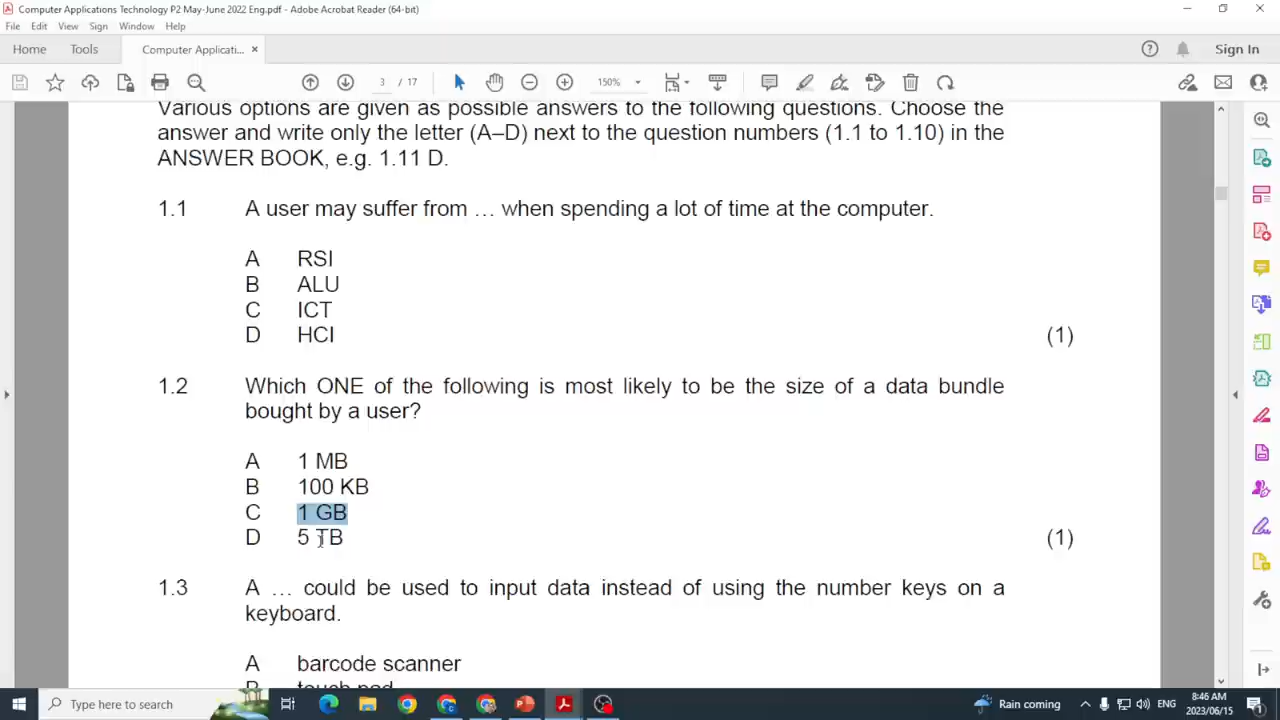 Computer Applications Technology P2 May-June 2022 Eng.pdf - Adobe Acrobat Reader (64-bit)
File Edit View Sign Window Help
Home Tools Computer Applicati... × Sign In
3 / 17 150%
Various options are given as possible answers to the following questions. Choose the
answer and write only the letter (A–D) next to the question numbers (1.1 to 1.10) in the
ANSWER BOOK, e.g. 1.11 D.
1.1 A user may suffer from … when spending a lot of time at the computer.
A RSI
B ALU
C ICT
D HCI (1)
1.2 Which ONE of the following is most likely to be the size of a data bundle
bought by a user?
A 1 MB
B 100 KB
C 1 GB
D 5 TB (1)
1.3 A … could be used to input data instead of using the number keys on a
keyboard.
A barcode scanner
B touch pad
Type here to search Rain coming ENG 8:46 AM
2023/06/15